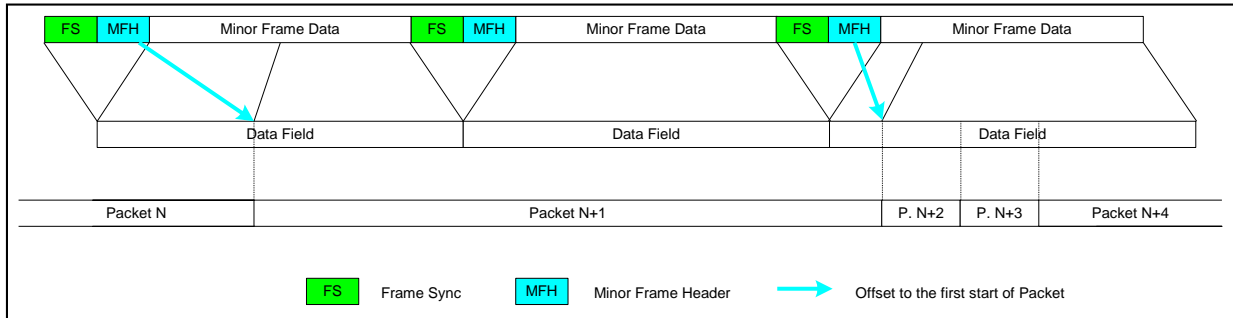 FS MFH Minor Frame Data FS MFH Minor Frame Data FS MFH Minor Frame Data
Data Field Data Field Data Field
Packet N Packet N+1 P. N+2 P. N+3 Packet N+4
FS Frame Sync MFH Minor Frame Header Offset to the first start of Packet